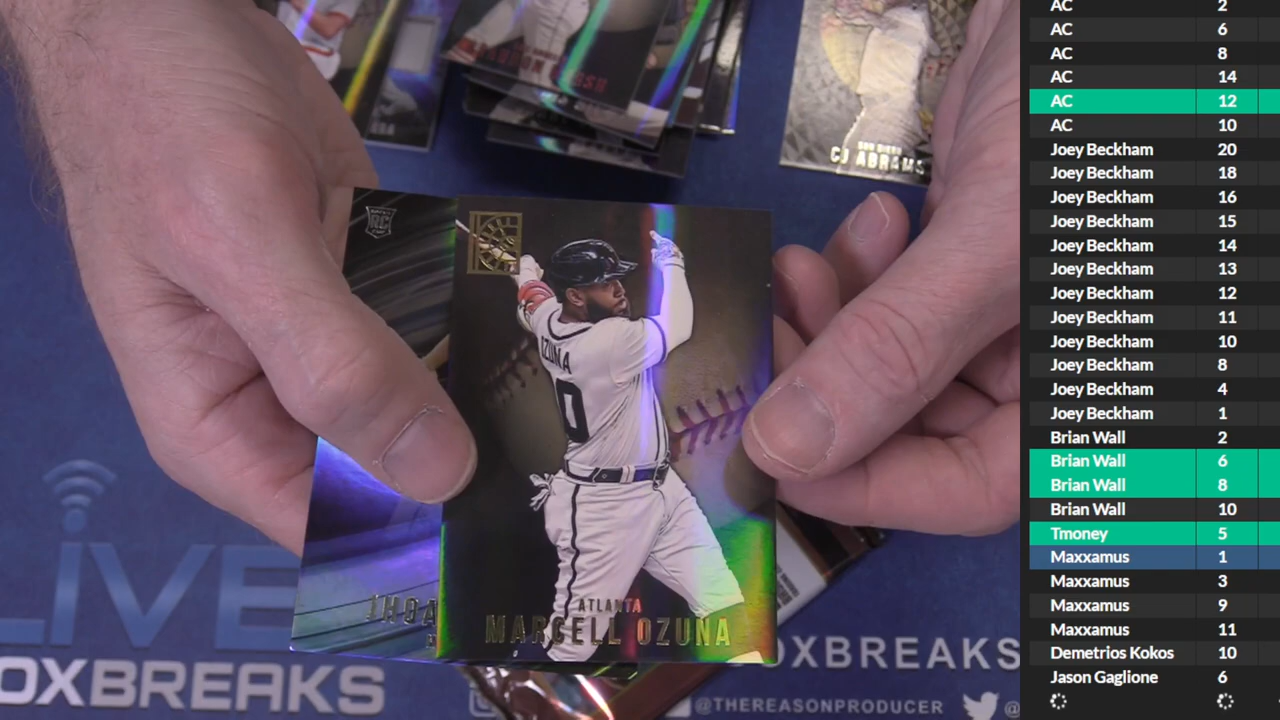 CJ ABRAMS
RC
OZUNA
ATLANTA
MARCELL OZUNA
JHOA
LIVE
OXBREAKS
OXBREAKS
@THEREASONPRODUCER
@
AC 2
AC 6
AC 8
AC 14
AC 12
AC 10
Joey Beckham 20
Joey Beckham 18
Joey Beckham 16
Joey Beckham 15
Joey Beckham 14
Joey Beckham 13
Joey Beckham 12
Joey Beckham 11
Joey Beckham 10
Joey Beckham 8
Joey Beckham 4
Joey Beckham 1
Brian Wall 2
Brian Wall 6
Brian Wall 8
Brian Wall 10
Tmoney 5
Maxxamus 1
Maxxamus 3
Maxxamus 9
Maxxamus 11
Demetrios Kokos 10
Jason Gaglione 6